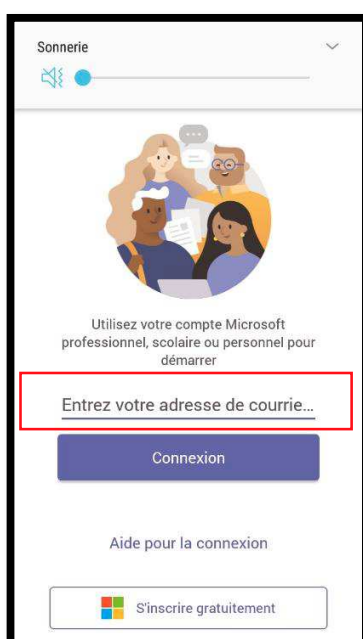 Sonnerie
Utilisez votre compte Microsoft
professionnel, scolaire ou personnel pour
démarrer
Entrez votre adresse de courrie...
Connexion
Aide pour la connexion
S'inscrire gratuitement